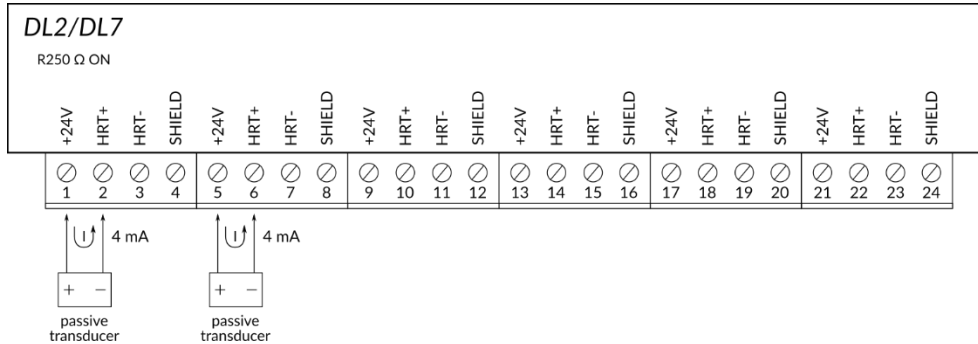 DL2/DL7
R250 Ω ON
+24V HRT+ HRT- SHIELD +24V HRT+ HRT- SHIELD +24V HRT+ HRT- SHIELD +24V HRT+ HRT- SHIELD +24V HRT+ HRT- SHIELD +24V HRT+ HRT- SHIELD
1 2 3 4 5 6 7 8 9 10 11 12 13 14 15 16 17 18 19 20 21 22 23 24
I 4 mA I 4 mA
+ − + −
passive passive
transducer transducer